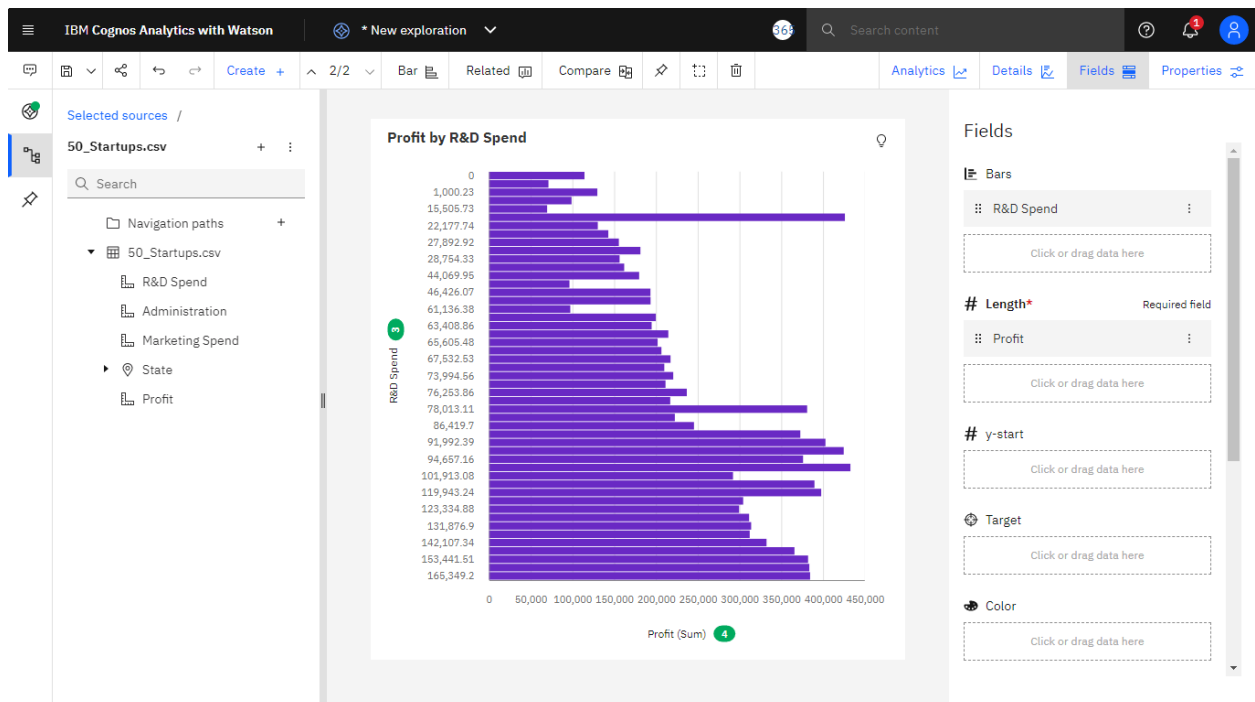 IBM Cognos Analytics with Watson
* New exploration
365
Search content
1
Create +
2/2
Bar
Related
Compare
Analytics
Details
Fields
Properties
Selected sources /
50_Startups.csv
Search
Navigation paths
50_Startups.csv
R&D Spend
Administration
Marketing Spend
State
Profit
Profit by R&D Spend
0
1,000.23
15,505.73
22,177.74
27,892.92
28,754.33
44,069.95
46,426.07
61,136.38
63,408.86
65,605.48
67,532.53
73,994.56
76,253.86
78,013.11
86,419.7
91,992.39
94,657.16
101,913.08
119,943.24
123,334.88
131,876.9
142,107.34
153,441.51
165,349.2
R&D Spend 3
0 50,000 100,000 150,000 200,000 250,000 300,000 350,000 400,000 450,000
Profit (Sum) 4
Fields
Bars
R&D Spend
Click or drag data here
# Length*
Required field
Profit
Click or drag data here
# y-start
Click or drag data here
Target
Click or drag data here
Color
Click or drag data here